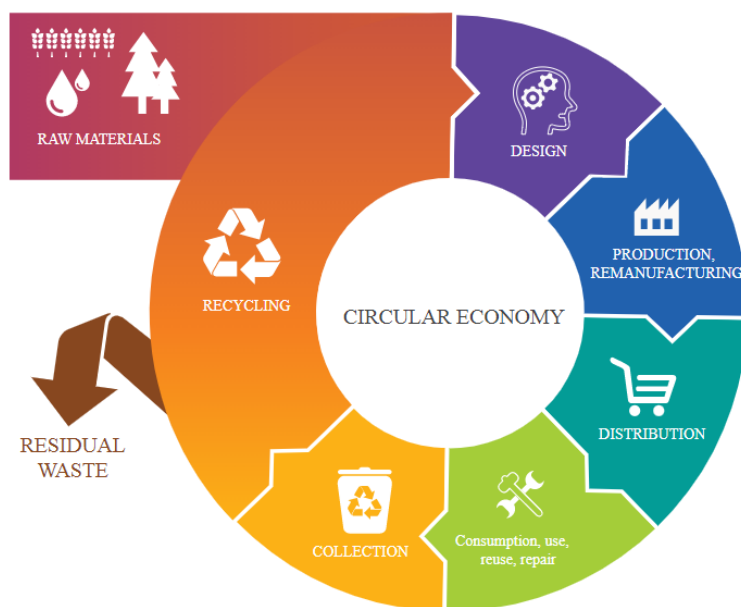 RAW MATERIALS
DESIGN
PRODUCTION,
REMANUFACTURING
RECYCLING
CIRCULAR ECONOMY
DISTRIBUTION
RESIDUAL
WASTE
COLLECTION
Consumption, use,
reuse, repair